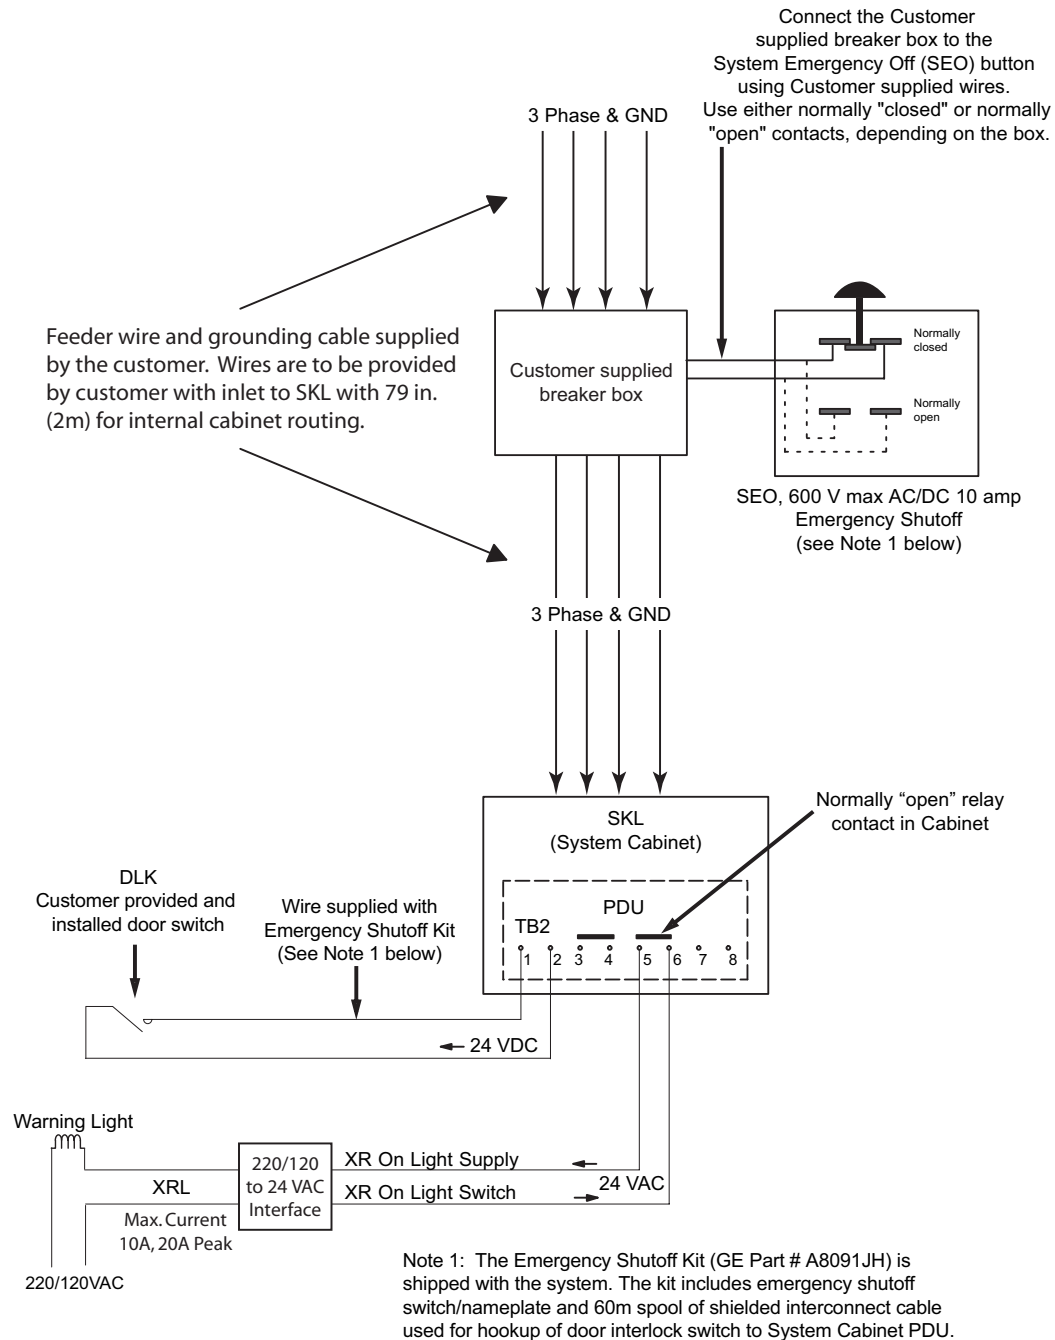 Connect the Customer
supplied breaker box to the
System Emergency Off (SEO) button
using Customer supplied wires.
Use either normally "closed" or normally
"open" contacts, depending on the box.
3 Phase & GND
Feeder wire and grounding cable supplied
by the customer. Wires are to be provided
by customer with inlet to SKL with 79 in.
(2m) for internal cabinet routing.
Customer supplied
breaker box
Normally
closed
Normally
open
SEO, 600 V max AC/DC 10 amp
Emergency Shutoff
(see Note 1 below)
3 Phase & GND
SKL
(System Cabinet)
Normally “open” relay
contact in Cabinet
PDU
TB2
1 2 3 4 5 6 7 8
DLK
Customer provided and
installed door switch
Wire supplied with
Emergency Shutoff Kit
(See Note 1 below)
24 VDC
Warning Light
XRL
Max. Current
10A, 20A Peak
220/120VAC
220/120
to 24 VAC
Interface
XR On Light Supply
24 VAC
XR On Light Switch
Note 1: The Emergency Shutoff Kit (GE Part # A8091JH) is
shipped with the system. The kit includes emergency shutoff
switch/nameplate and 60m spool of shielded interconnect cable
used for hookup of door interlock switch to System Cabinet PDU.